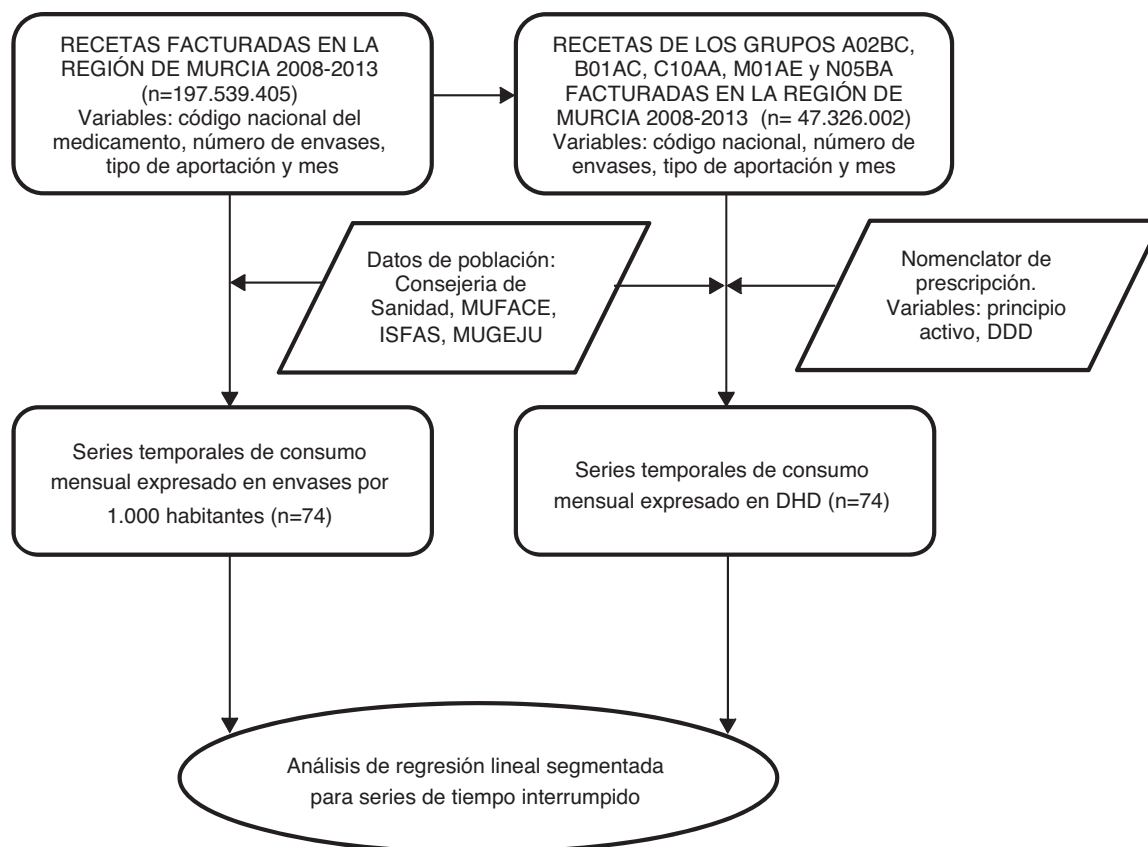 RECETAS FACTURADAS EN LA
REGIÓN DE MURCIA 2008-2013
(n=197.539.405)
Variables: código nacional del
medicamento, número de envases,
tipo de aportación y mes
RECETAS DE LOS GRUPOS A02BC,
B01AC, C10AA, M01AE y N05BA
FACTURADAS EN LA REGIÓN DE
MURCIA 2008-2013 (n= 47.326.002)
Variables: código nacional, número de
envases, tipo de aportación y mes
Datos de población:
Consejeria de
Sanidad, MUFACE,
ISFAS, MUGEJU
Nomenclator de
prescripción.
Variables: principio
activo, DDD
Series temporales de consumo
mensual expresado en envases por
1.000 habitantes (n=74)
Series temporales de consumo
mensual expresado en DHD (n=74)
Análisis de regresión lineal segmentada
para series de tiempo interrumpido